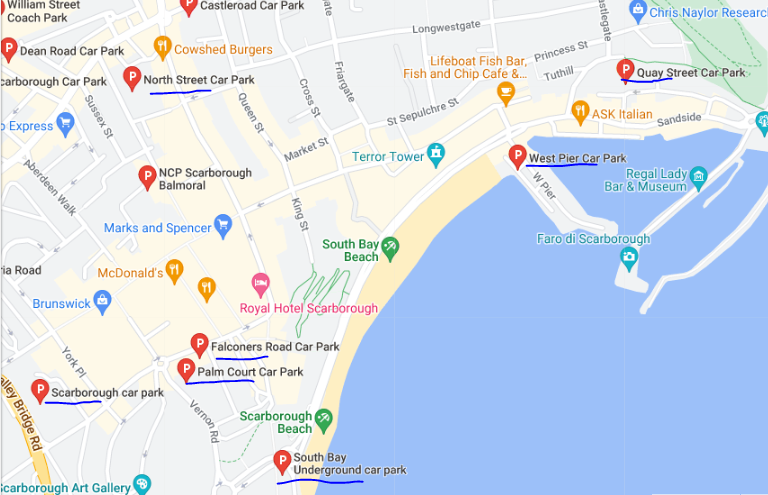 William Street
Coach Park
Castleroad Car Park
Chris Naylor Researc
Longwestgate
Castlegate
Dean Road Car Park
Cowshed Burgers
Princess St
Lifeboat Fish Bar,
Fish and Chip Cafe &...
Tuthill
Quay Street Car Park
carborough Car Park
North Street Car Park
Friargate
Cross St
Queen St
Sussex St
St Sepulchre St
ASK Italian
Sandside
o Express
Market St
Terror Tower
West Pier Car Park
Aberdeen Walk
NCP Scarborough
Balmoral
W Pier
Regal Lady
Bar & Museum
King St
Marks and Spencer
South Bay
Beach
Faro di Scarborough
ria Road
McDonald's
Brunswick
Royal Hotel Scarborough
York Pl
Falconers Road Car Park
Palm Court Car Park
Scarborough car park
alley Bridge Rd
Vernon Rd
Scarborough
Beach
South Bay
Underground car park
Scarborough Art Gallery